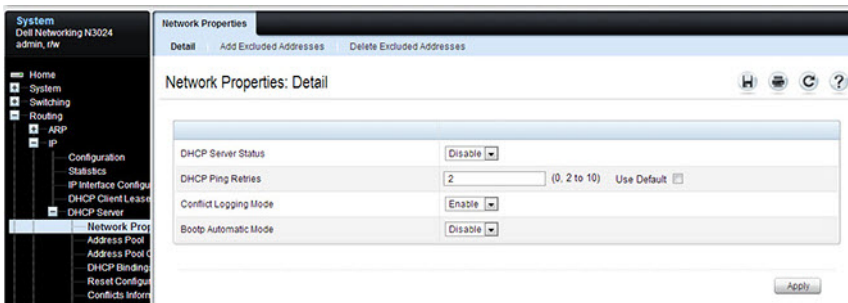 System
Dell Networking N3024
admin, r/w
Home
System
Switching
Routing
ARP
IP
Configuration
Statistics
IP Interface Configu
DHCP Client Lease
DHCP Server
Network Prop
Address Pool
Address Pool C
DHCP Binding
Reset Configur
Conflicts Inform
Network Properties
Detail Add Excluded Addresses Delete Excluded Addresses
Network Properties: Detail
H C ?
DHCP Server Status Disable
DHCP Ping Retries 2 (0, 2 to 10) Use Default
Conflict Logging Mode Enable
Bootp Automatic Mode Disable
Apply